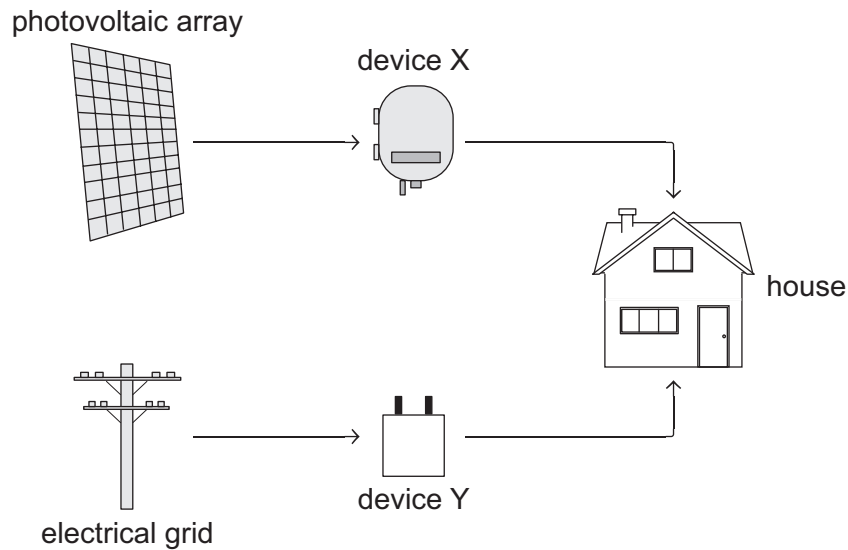 photovoltaic array
device X
house
device Y
electrical grid